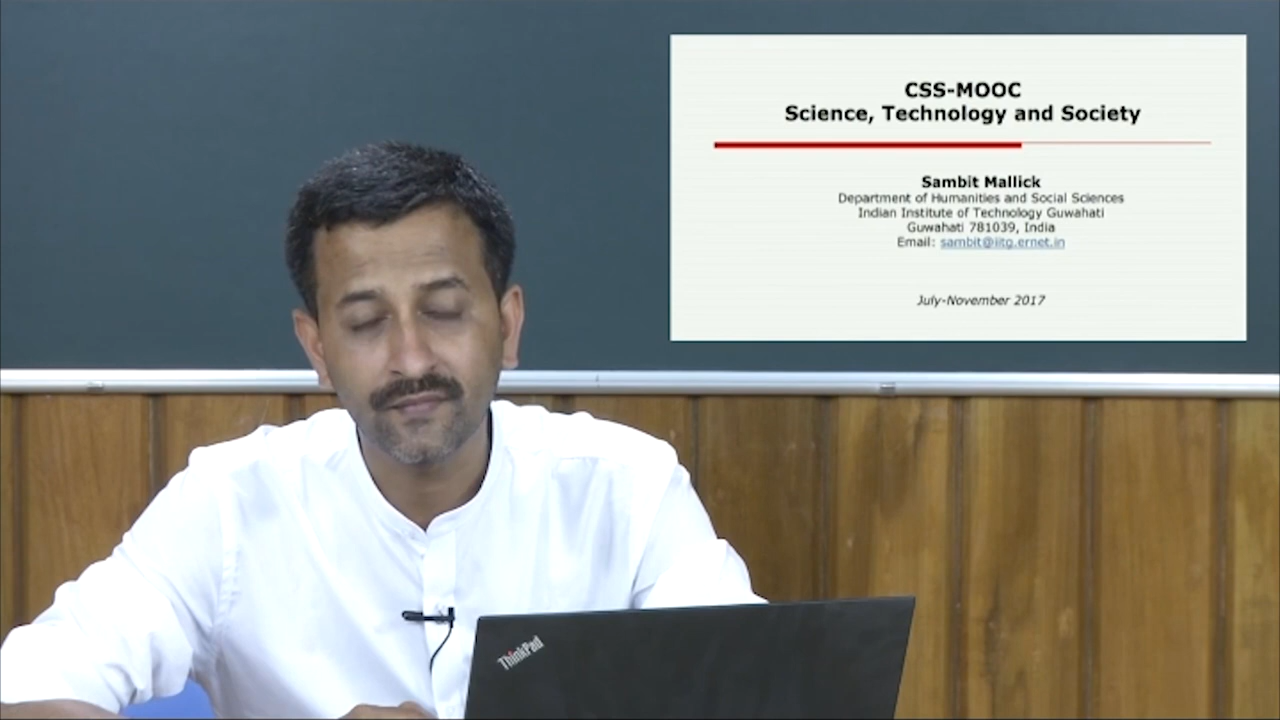 CSS-MOOC
Science, Technology and Society
Sambit Mallick
Department of Humanities and Social Sciences
Indian Institute of Technology Guwahati
Guwahati 781039, India
Email: sambit@iitg.ernet.in
July-November 2017
ThinkPad